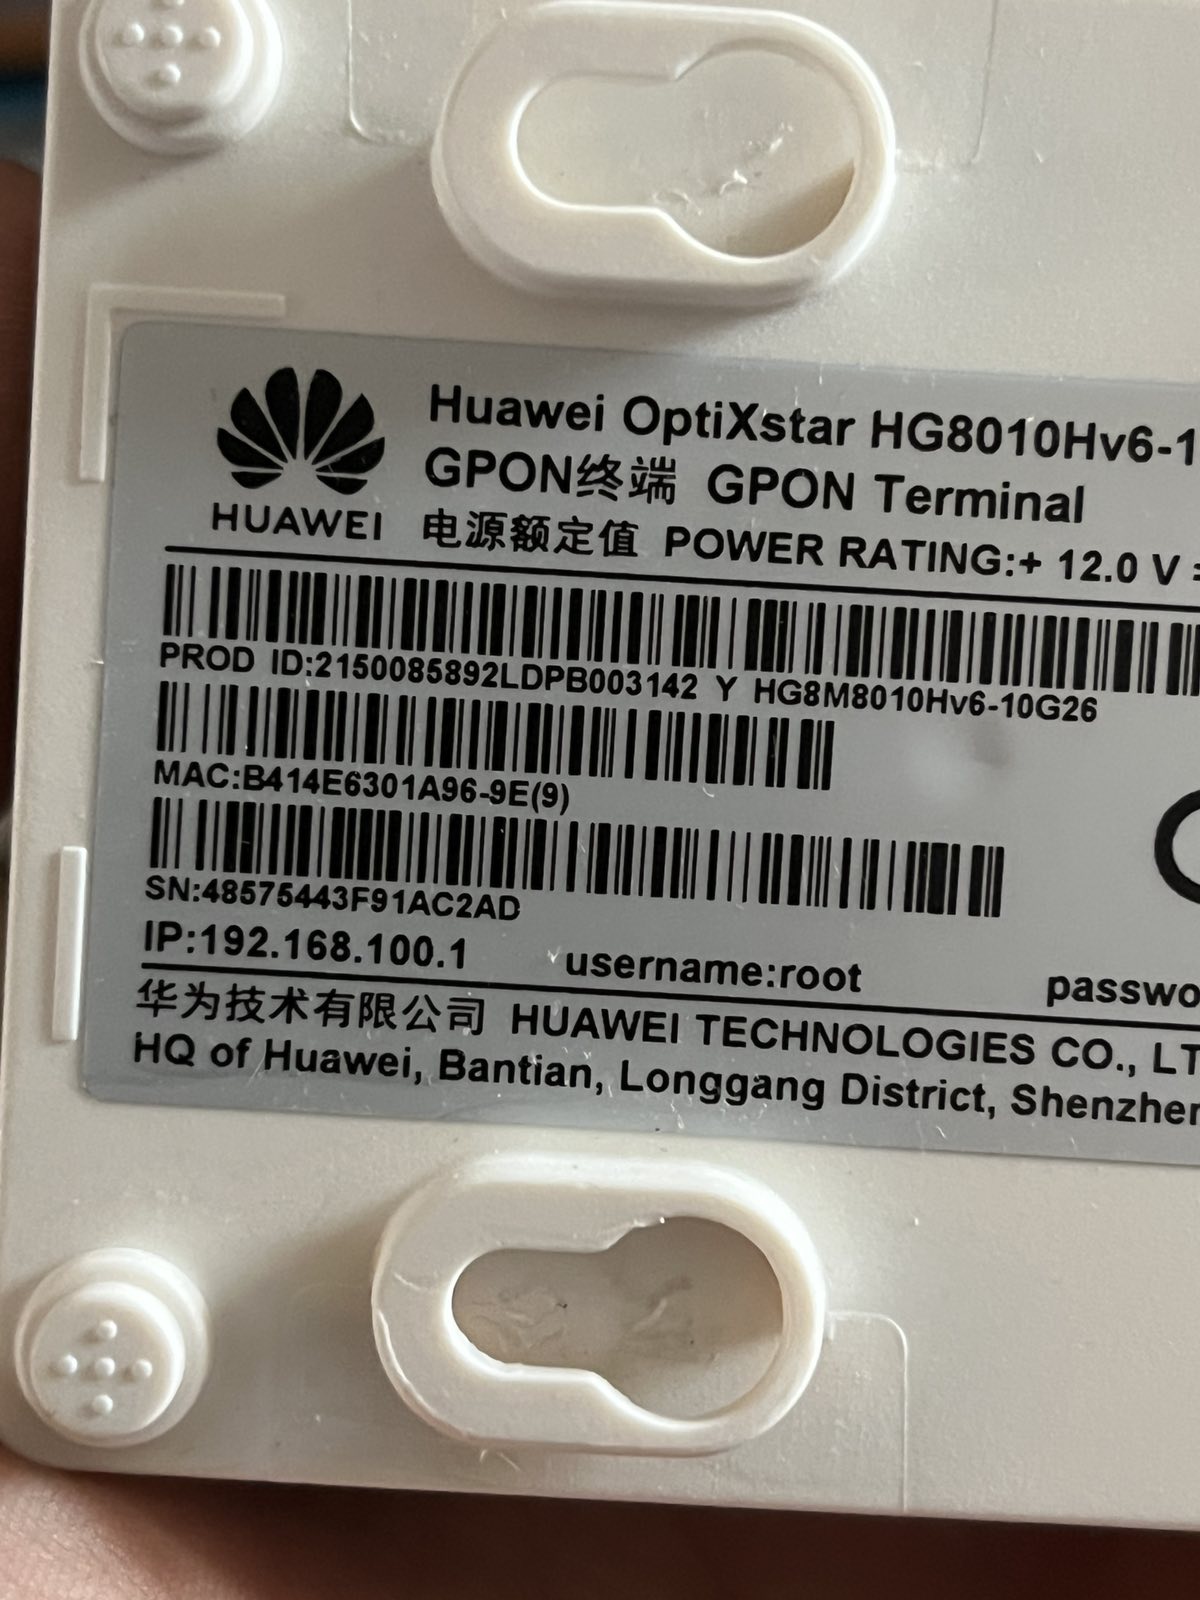 HUAWEI
Huawei OptiXstar HG8010Hv6-1
GPON终端 GPON Terminal
电源额定值 POWER RATING:+ 12.0 V
PROD ID:2150085892LDPB003142 Y HG8M8010Hv6-10G26
MAC:B414E6301A96-9E(9)
SN:48575443F91AC2AD
IP:192.168.100.1 username:root passwo
华为技术有限公司 HUAWEI TECHNOLOGIES CO., LT
HQ of Huawei, Bantian, Longgang District, Shenzhen